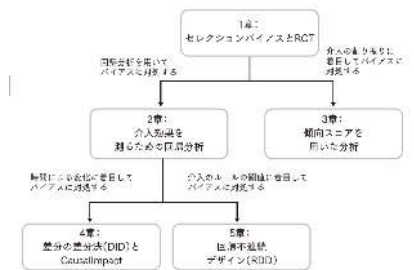 1章:
セレクションバイアスとRCT
回帰分析を用いて
バイアスに対処する
介入の割り振りに
着目してバイアスに
対処する
2章:
介入効果を
測るための回帰分析
3章:
傾向スコアを
用いた分析
時間による変化に着目して
バイアスに対処する
介入のルールの閾値に着目して
バイアスに対処する
4章:
差分の差分法(DID)と
CausalImpact
5章:
回帰不連続
デザイン(RDD)